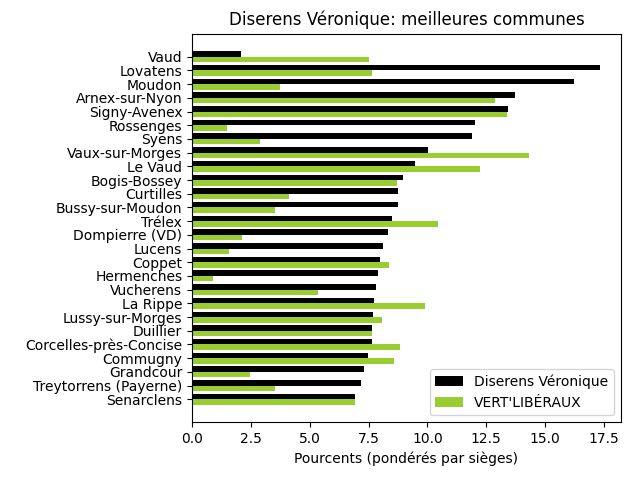 Diserens Véronique: meilleures communes
Vaud
Lovatens
Moudon
Arnex-sur-Nyon
Signy-Avenex
Rossenges
Syens
Vaux-sur-Morges
Le Vaud
Bogis-Bossey
Curtilles
Bussy-sur-Moudon
Trélex
Dompierre (VD)
Lucens
Coppet
Hermenches
Vucherens
La Rippe
Lussy-sur-Morges
Duillier
Corcelles-près-Concise
Commugny
Grandcour
Treytorrens (Payerne)
Senarclens
Diserens Véronique
VERT'LIBÉRAUX
0.0 2.5 5.0 7.5 10.0 12.5 15.0 17.5
Pourcents (pondérés par sièges)